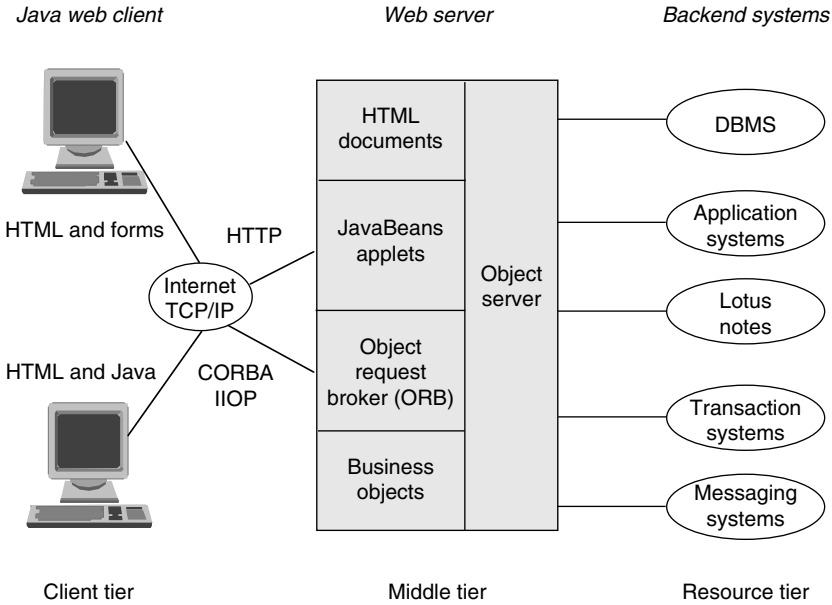 Java web client
Web server
Backend systems
HTML and forms
HTML and Java
Internet
TCP/IP
HTTP
CORBA
IIOP
HTML
documents
JavaBeans
applets
Object
request
broker (ORB)
Business
objects
Object
server
DBMS
Application
systems
Lotus
notes
Transaction
systems
Messaging
systems
Client tier
Middle tier
Resource tier